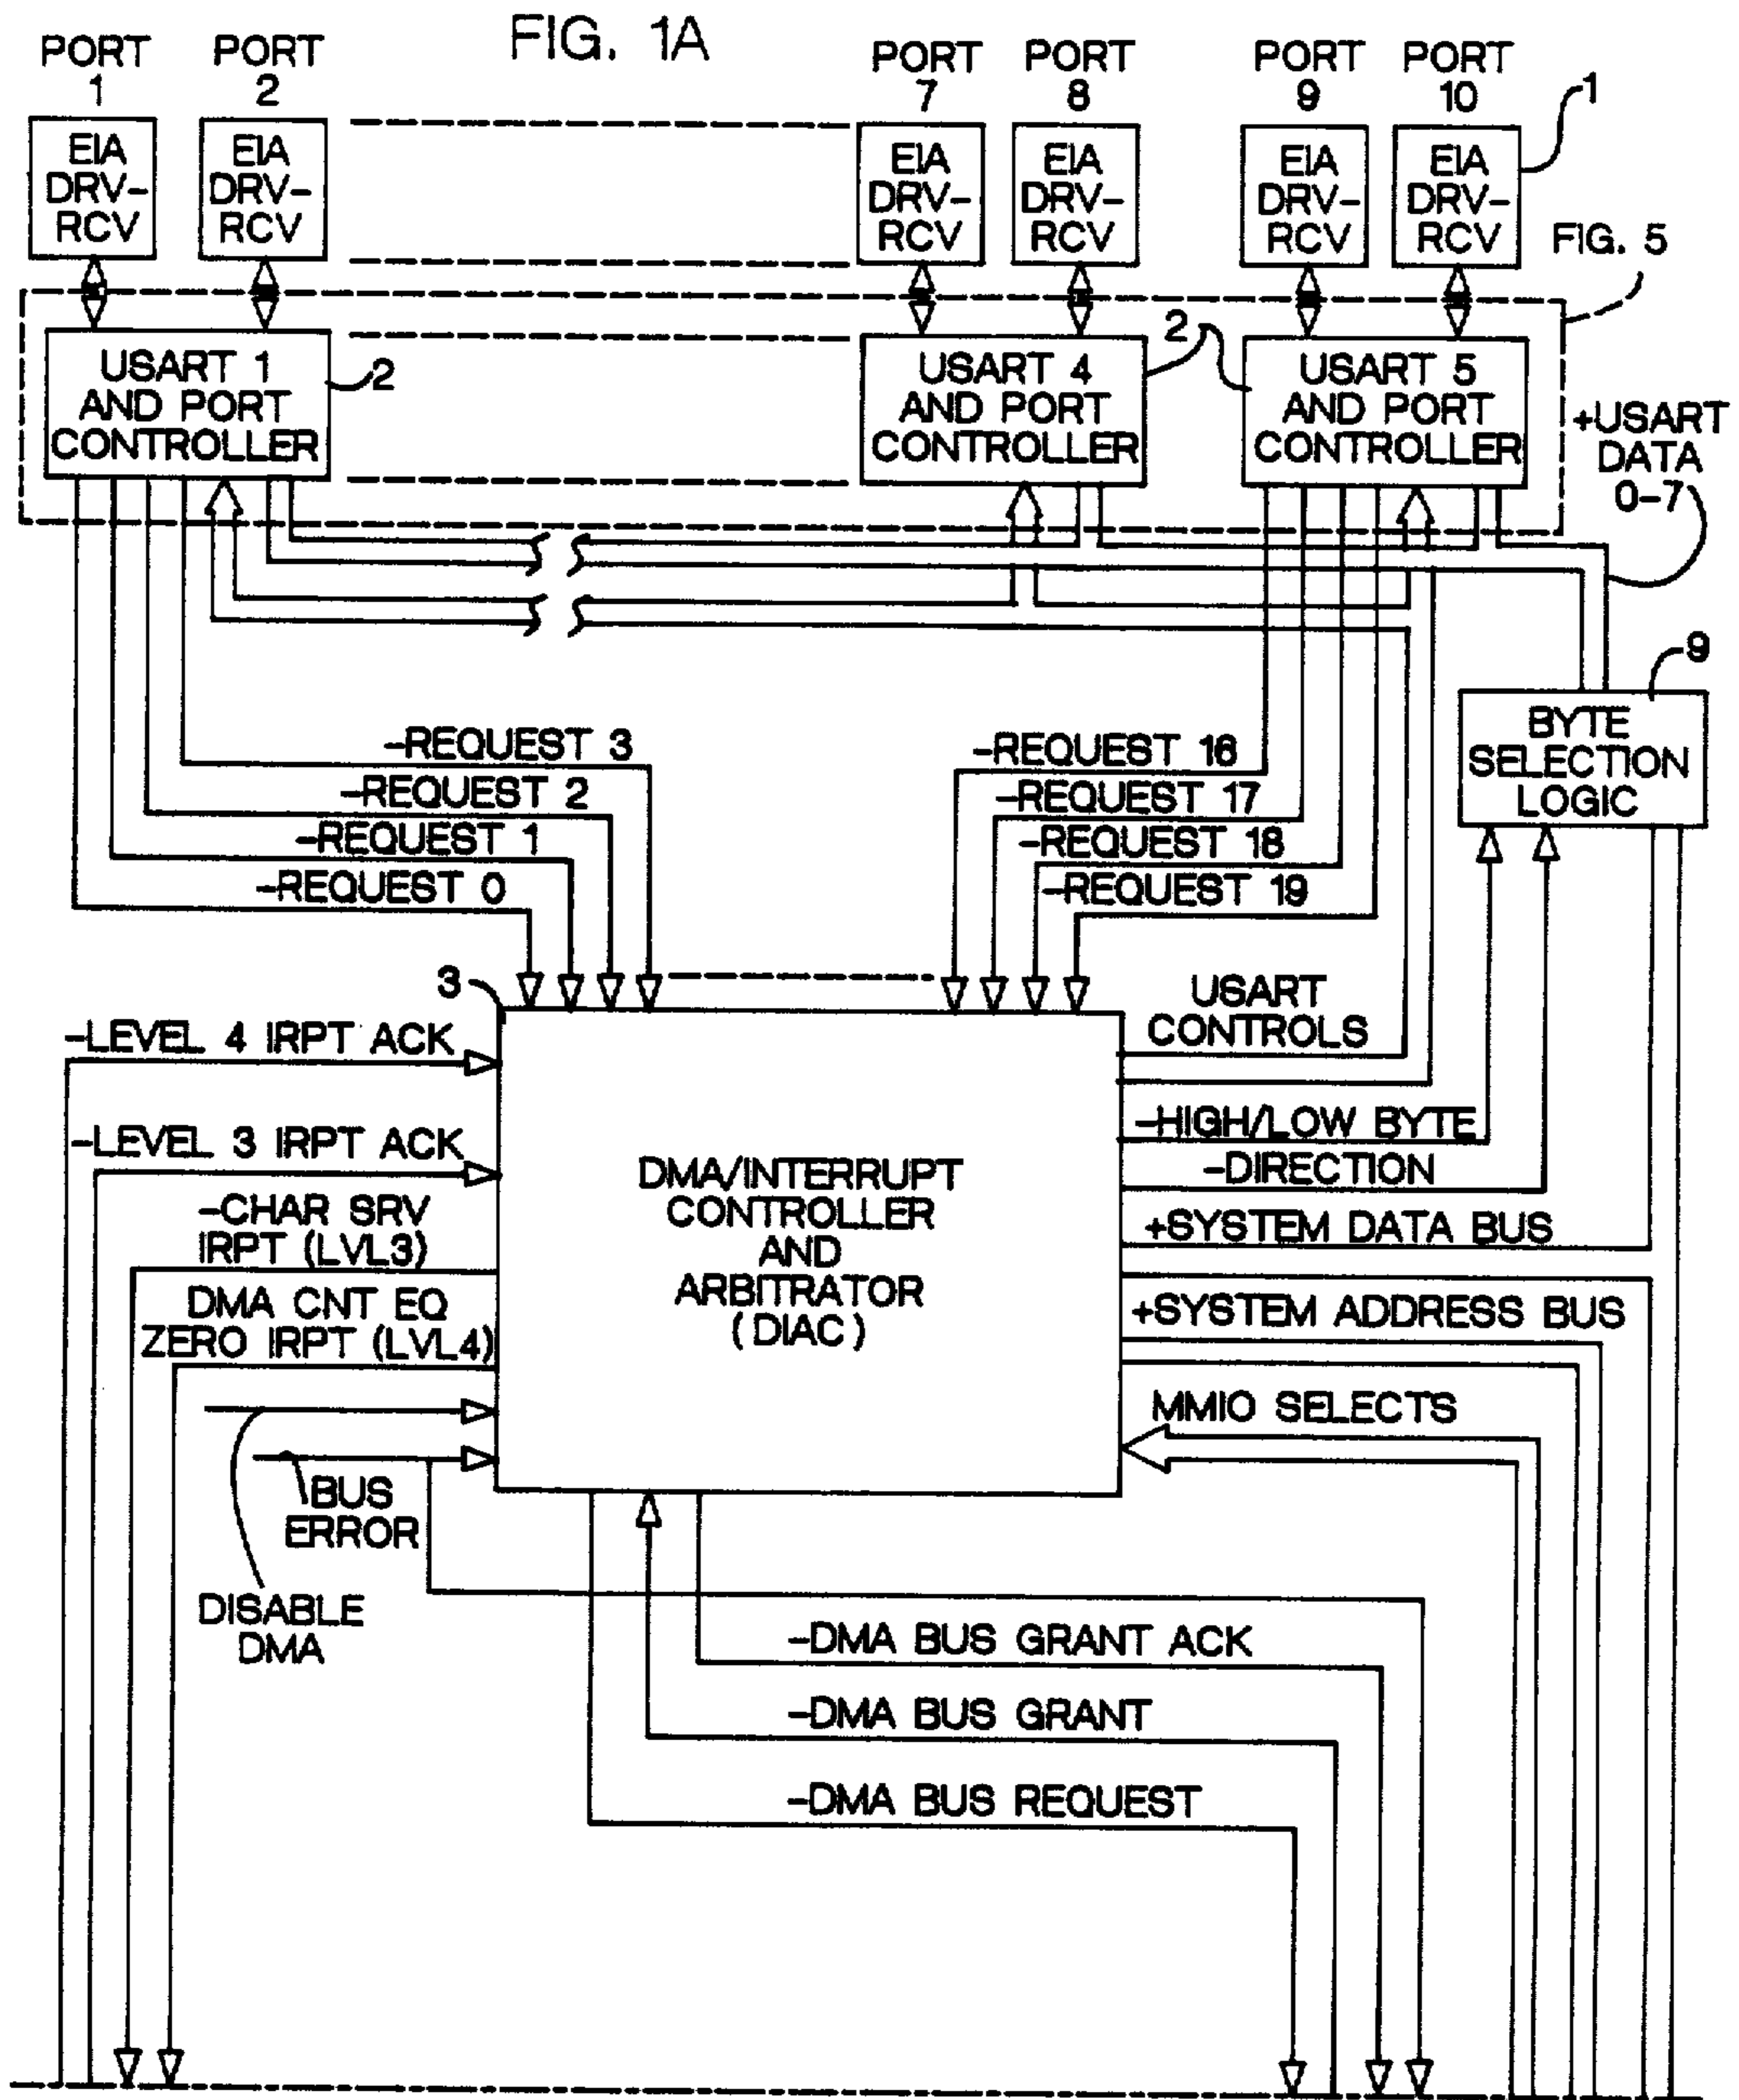 FIG. 1A
PORT
1
PORT
2
PORT
7
PORT
8
PORT
9
PORT
10
1
EIA
DRV-
RCV
EIA
DRV-
RCV
EIA
DRV-
RCV
EIA
DRV-
RCV
EIA
DRV-
RCV
EIA
DRV-
RCV
FIG. 5
USART 1
AND PORT
CONTROLLER
2
USART 4
AND PORT
CONTROLLER
2
USART 5
AND PORT
CONTROLLER
+USART
DATA
0-7
9
BYTE
SELECTION
LOGIC
-REQUEST 3
-REQUEST 2
-REQUEST 1
-REQUEST 0
-REQUEST 16
-REQUEST 17
-REQUEST 18
-REQUEST 19
3
-LEVEL 4 IRPT ACK
-LEVEL 3 IRPT ACK
-CHAR SRV
IRPT (LVL3)
DMA CNT EQ
ZERO IRPT (LVL4)
BUS
ERROR
DISABLE
DMA
DMA/INTERRUPT
CONTROLLER
AND
ARBITRATOR
(DIAC)
USART
CONTROLS
-HIGH/LOW BYTE
-DIRECTION
+SYSTEM DATA BUS
+SYSTEM ADDRESS BUS
MMIO SELECTS
-DMA BUS GRANT ACK
-DMA BUS GRANT
-DMA BUS REQUEST